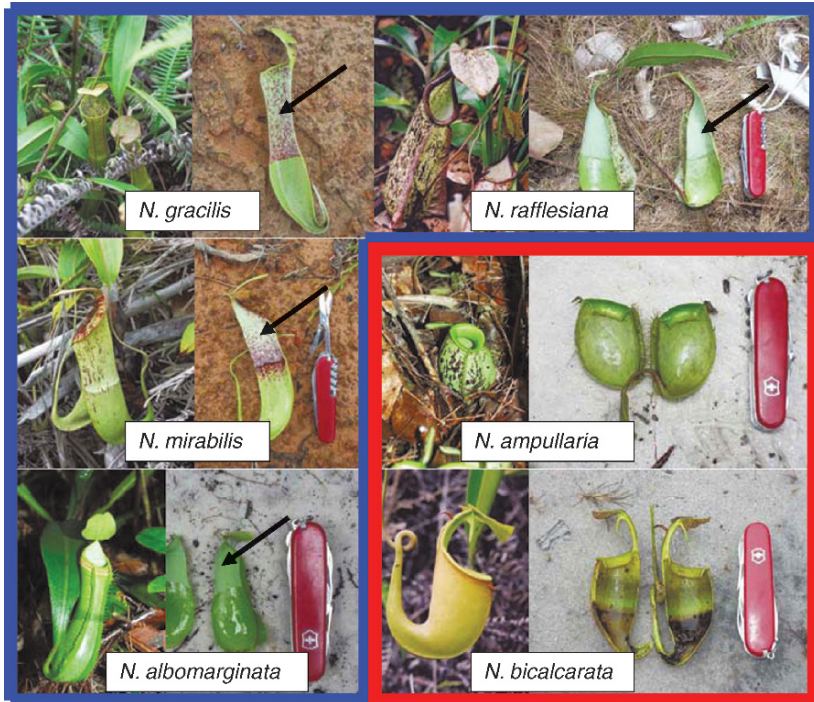 N. gracilis
N. rafflesiana
N. mirabilis
N. ampullaria
N. albomarginata
N. bicalcarata